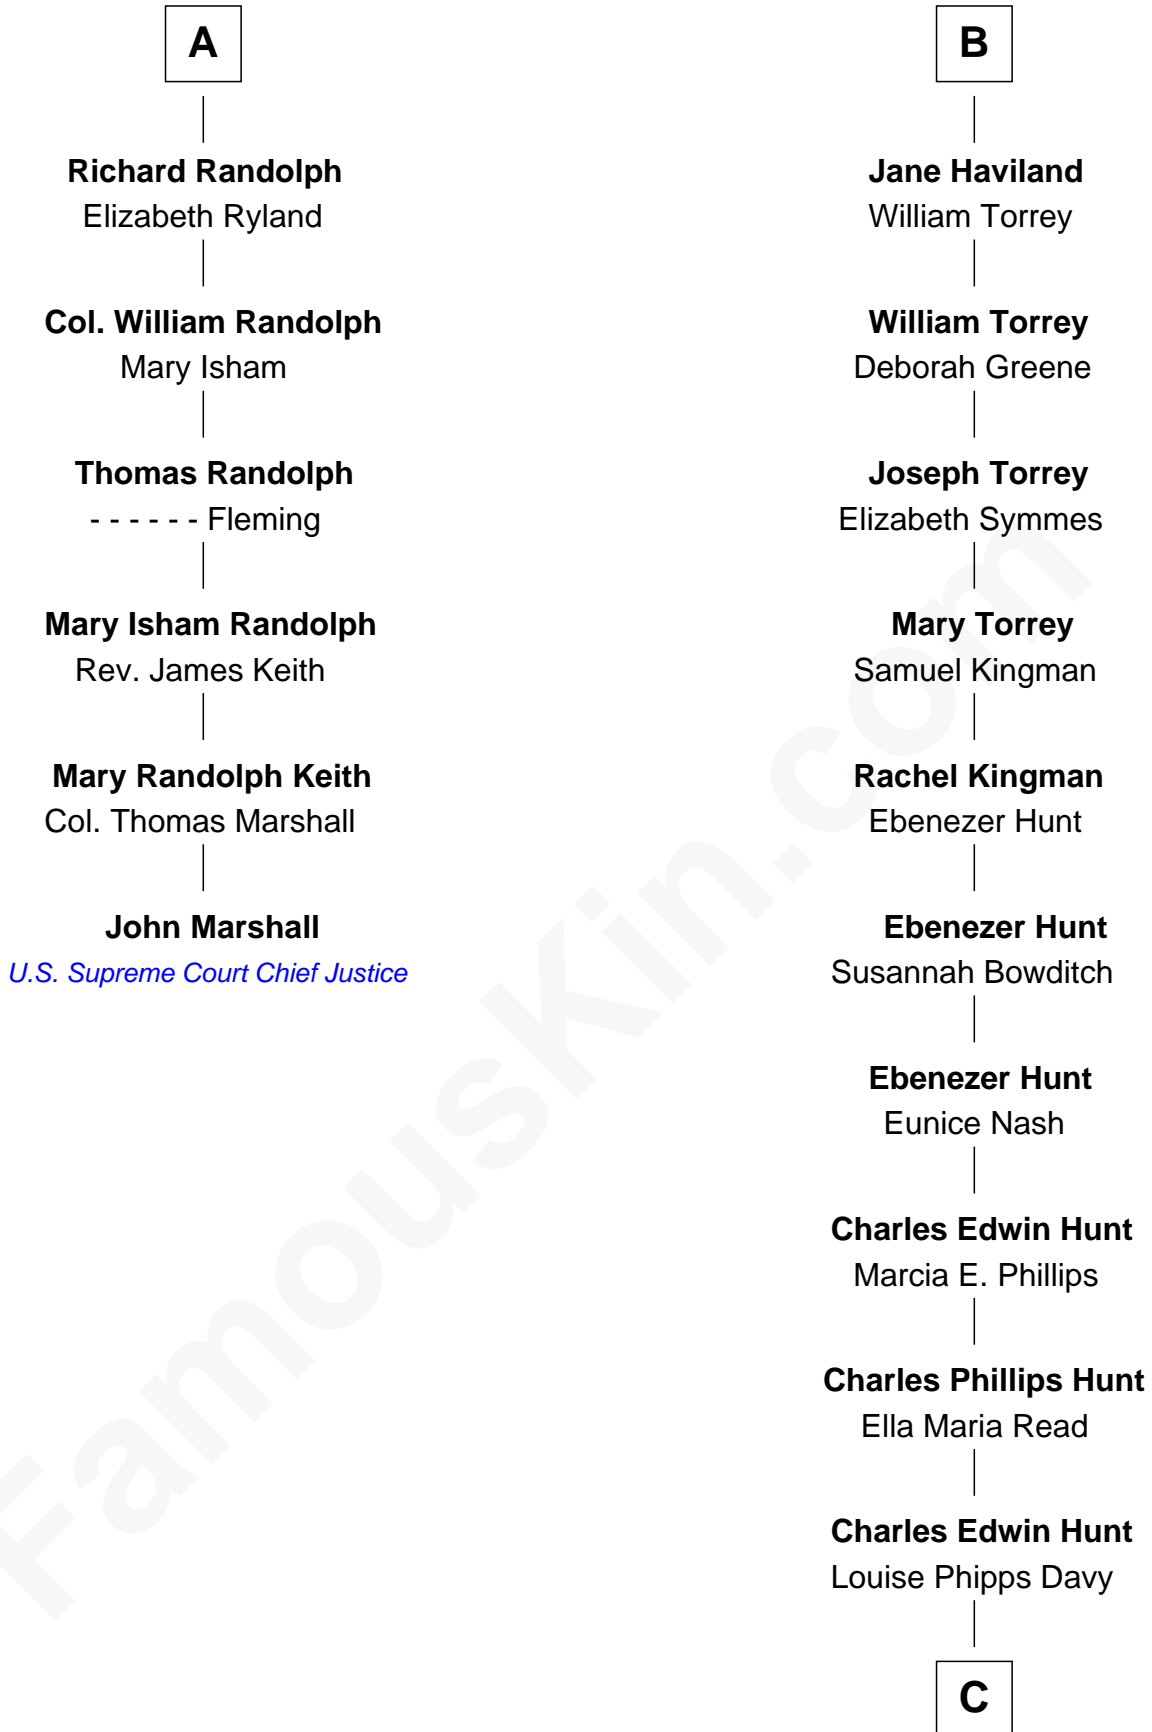 A
Richard Randolph
Elizabeth Ryland
Col. William Randolph
Mary Isham
Thomas Randolph
- - - - - - Fleming
Mary Isham Randolph
Rev. James Keith
Mary Randolph Keith
Col. Thomas Marshall
John Marshall
U.S. Supreme Court Chief Justice
B
Jane Haviland
William Torrey
William Torrey
Deborah Greene
Joseph Torrey
Elizabeth Symmes
Mary Torrey
Samuel Kingman
Rachel Kingman
Ebenezer Hunt
Ebenezer Hunt
Susannah Bowditch
Ebenezer Hunt
Eunice Nash
Charles Edwin Hunt
Marcia E. Phillips
Charles Phillips Hunt
Ella Maria Read
Charles Edwin Hunt
Louise Phipps Davy
C
FamousKin.com